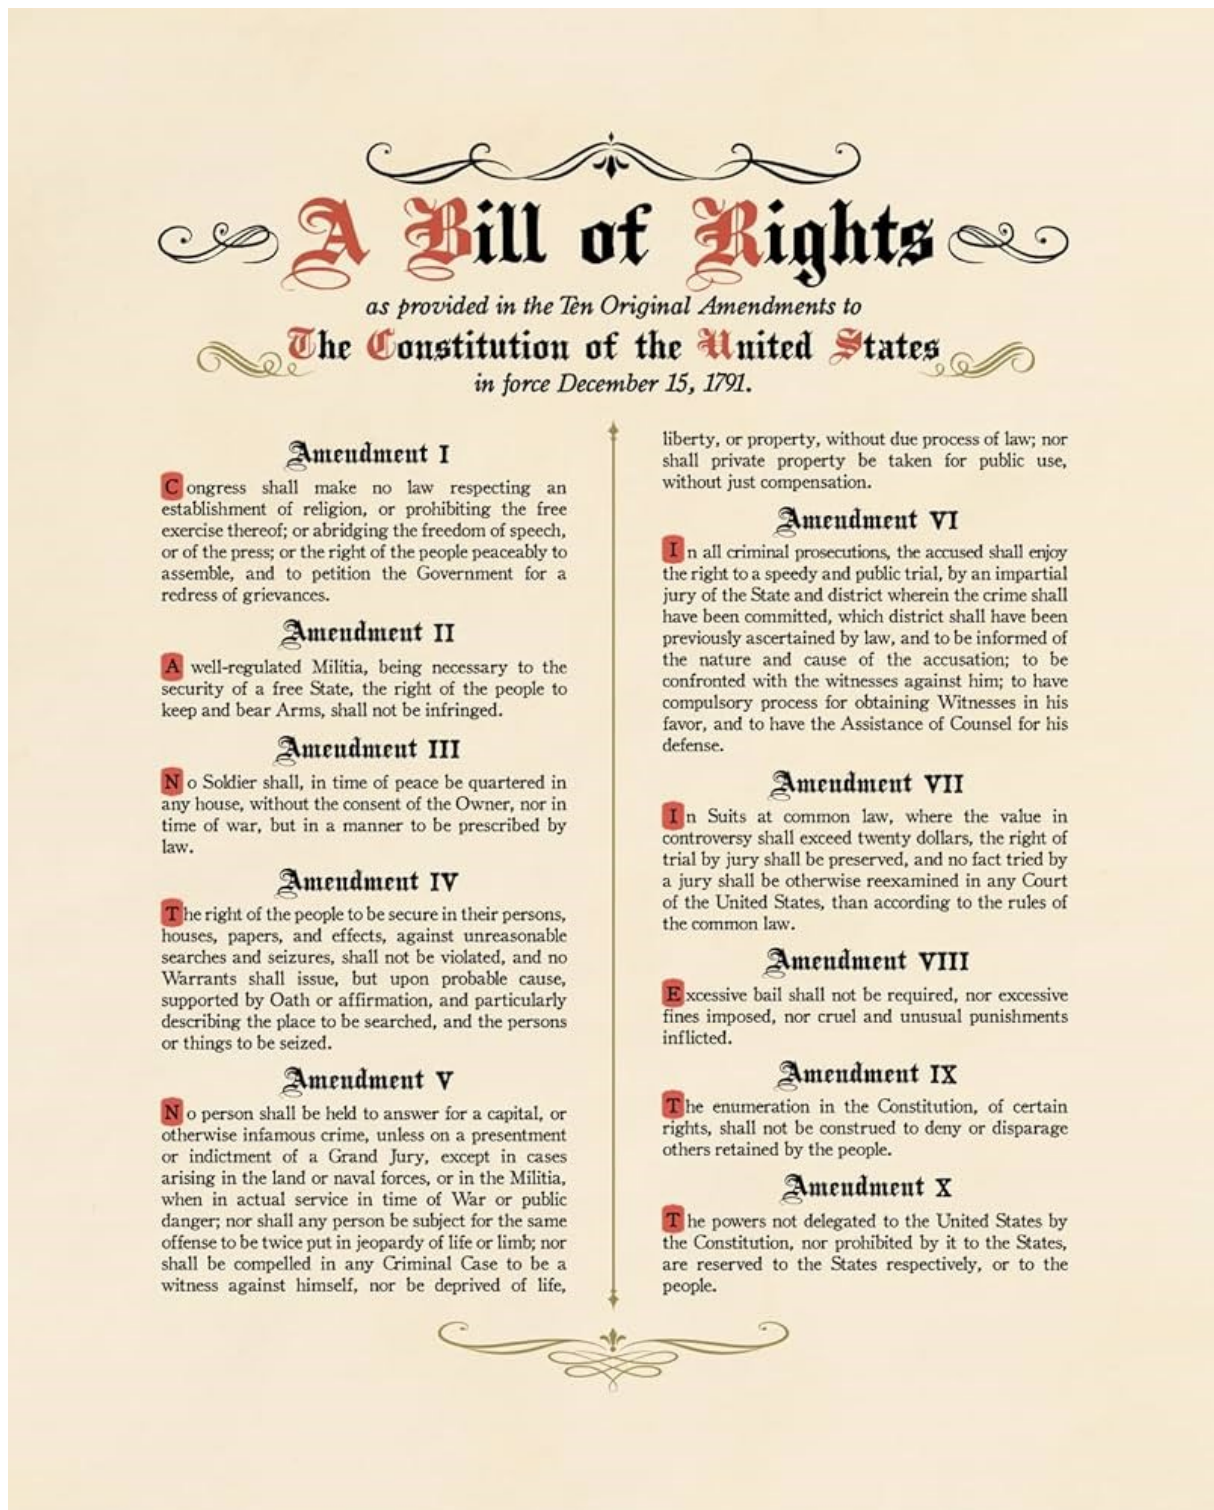 A Bill of Rights
as provided in the Ten Original Amendments to
The Constitution of the United States
in force December 15, 1791.
Amendment I
Congress shall make no law respecting an
establishment of religion, or prohibiting the free
exercise thereof; or abridging the freedom of speech,
or of the press; or the right of the people peaceably to
assemble, and to petition the Government for a
redress of grievances.
Amendment II
A well-regulated Militia, being necessary to the
security of a free State, the right of the people to
keep and bear Arms, shall not be infringed.
Amendment III
No Soldier shall, in time of peace be quartered in
any house, without the consent of the Owner, nor in
time of war, but in a manner to be prescribed by
law.
Amendment IV
The right of the people to be secure in their persons,
houses, papers, and effects, against unreasonable
searches and seizures, shall not be violated, and no
Warrants shall issue, but upon probable cause,
supported by Oath or affirmation, and particularly
describing the place to be searched, and the persons
or things to be seized.
Amendment V
No person shall be held to answer for a capital, or
otherwise infamous crime, unless on a presentment
or indictment of a Grand Jury, except in cases
arising in the land or naval forces, or in the Militia,
when in actual service in time of War or public
danger; nor shall any person be subject for the same
offense to be twice put in jeopardy of life or limb; nor
shall be compelled in any Criminal Case to be a
witness against himself, nor be deprived of life,
liberty, or property, without due process of law; nor
shall private property be taken for public use,
without just compensation.
Amendment VI
In all criminal prosecutions, the accused shall enjoy
the right to a speedy and public trial, by an impartial
jury of the State and district wherein the crime shall
have been committed, which district shall have been
previously ascertained by law, and to be informed of
the nature and cause of the accusation; to be
confronted with the witnesses against him; to have
compulsory process for obtaining Witnesses in his
favor, and to have the Assistance of Counsel for his
defense.
Amendment VII
In Suits at common law, where the value in
controversy shall exceed twenty dollars, the right of
trial by jury shall be preserved, and no fact tried by
a jury shall be otherwise reexamined in any Court
of the United States, than according to the rules of
the common law.
Amendment VIII
Excessive bail shall not be required, nor excessive
fines imposed, nor cruel and unusual punishments
inflicted.
Amendment IX
The enumeration in the Constitution, of certain
rights, shall not be construed to deny or disparage
others retained by the people.
Amendment X
The powers not delegated to the United States by
the Constitution, nor prohibited by it to the States,
are reserved to the States respectively, or to the
people.